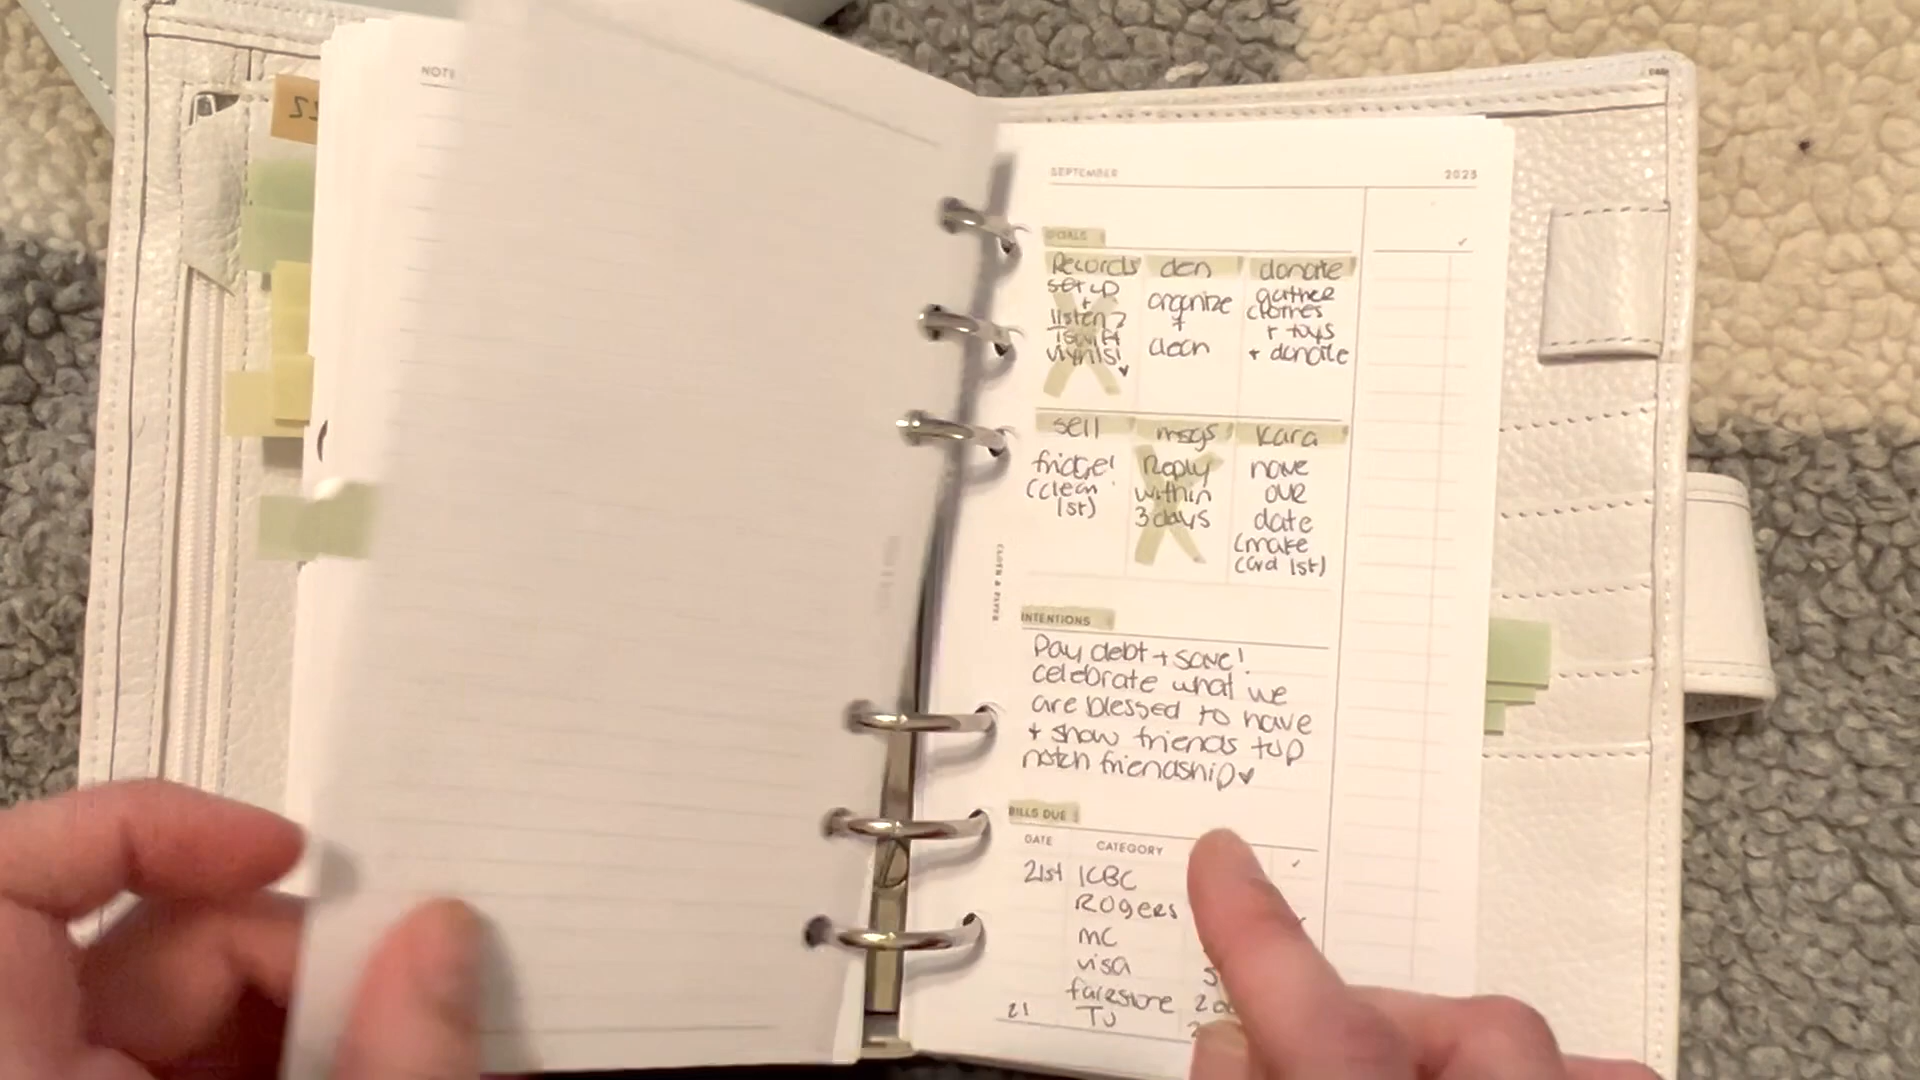 NOTE
SEPTEMBER 2023
GOALS
Records den donate
set up
+
listen 2
TSwift
vinyls!
organize
+
clean
gather
clothes
+ toys
+ donate
sell msgs Kara
fridge!
(clean
1st)
Reply
within
3 days
have
our
date
(make
card 1st)
CLOTH & PAPER
INTENTIONS
Pay debt + save!
celebrate what we
are blessed to have
+ show friends top
notch friendship
BILLS DUE
DATE CATEGORY
21st ICBC
ROgers
MC
visa
21 TJ